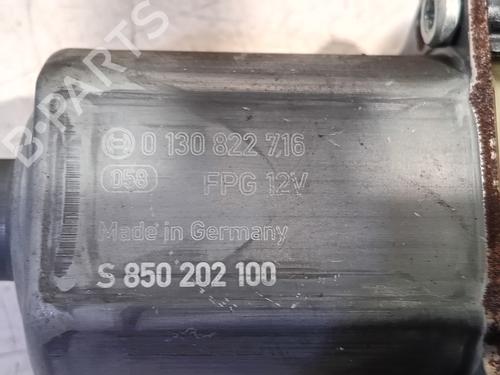 B-PARTS
0 130 822 716
058 FPG 12V
Made in Germany
S 850 202 100